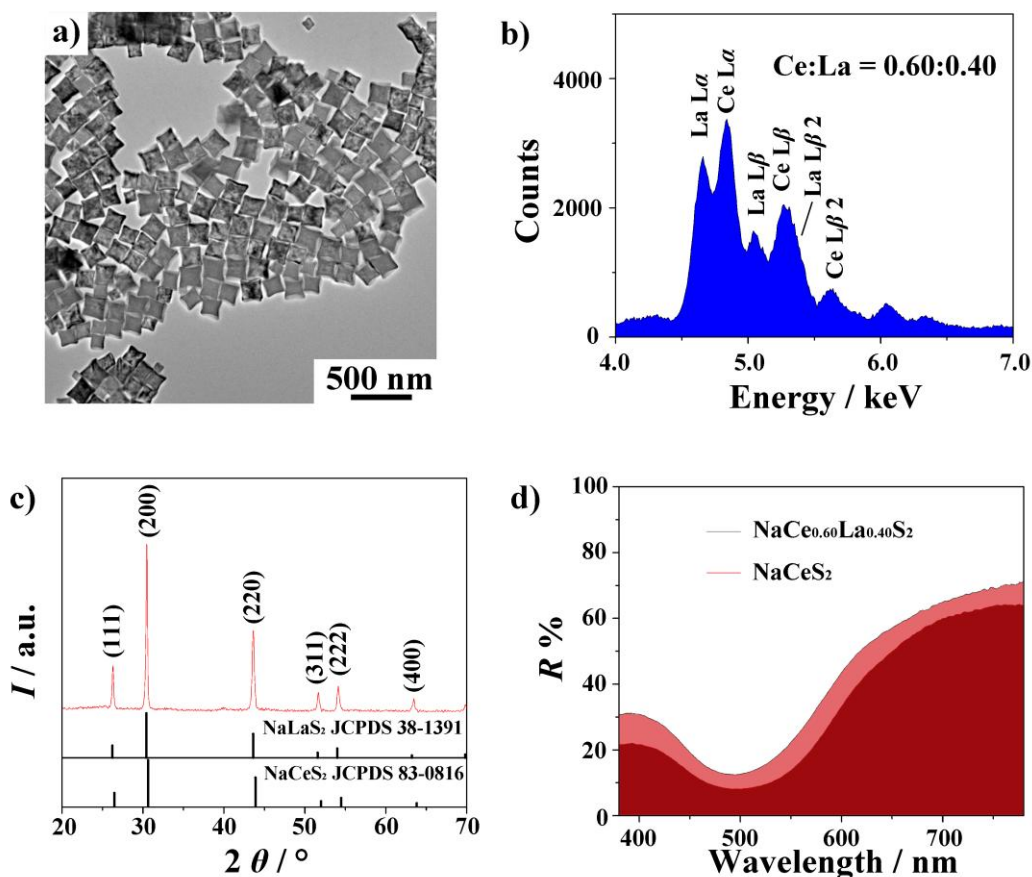 a)
500 nm
b)
Ce:La = 0.60:0.40
La Lα
Ce Lα
La Lβ
Ce Lβ
La Lβ 2
Ce Lβ 2
4000
2000
0
Counts
4.0 5.0 6.0 7.0
Energy / keV
c)
(111)
(200)
(220)
(311)
(222)
(400)
I / a.u.
NaLaS₂ JCPDS 38-1391
NaCeS₂ JCPDS 83-0816
20 30 40 50 60 70
2 θ / °
d)
100
80
60
40
20
0
R %
NaCe₀.₆₀La₀.₄₀S₂
NaCeS₂
400 500 600 700
Wavelength / nm